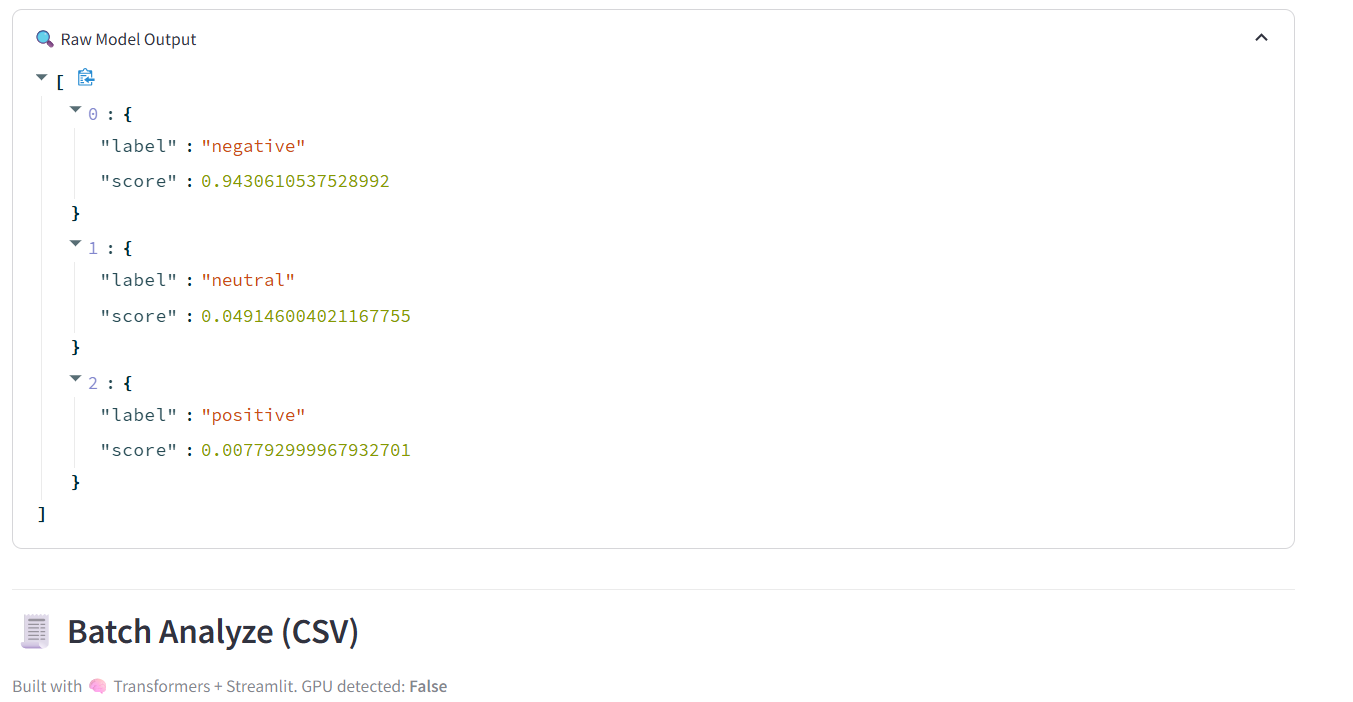 Raw Model Output
[
0 : {
"label" : "negative"
"score" : 0.9430610537528992
}
1 : {
"label" : "neutral"
"score" : 0.049146004021167755
}
2 : {
"label" : "positive"
"score" : 0.007792999967932701
}
]
Batch Analyze (CSV)
Built with 🧠 Transformers + Streamlit. GPU detected: False